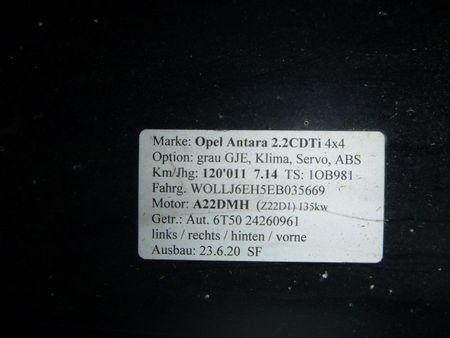 Marke: Opel Antara 2.2CDTi 4x4
Option: grau GJE, Klima, Servo, ABS
Km/Jhg: 120'011 7.14 TS: 1OB981
Fahrg. WOLLJ6EH5EB035669
Motor: A22DMH (Z22D1) 135kw
Getr.: Aut. 6T50 24260961
links / rechts / hinten / vorne
Ausbau: 23.6.20 SF